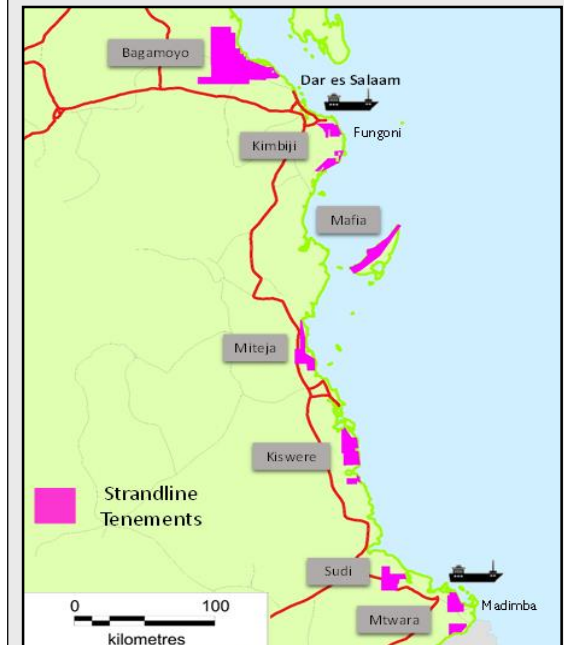 Bagamoyo
Dar es Salaam
Fungoni
Kimbiji
Mafia
Miteja
Kiswere
Strandline
Tenements
Sudi
Madimba
Mtwara
0 100
kilometres